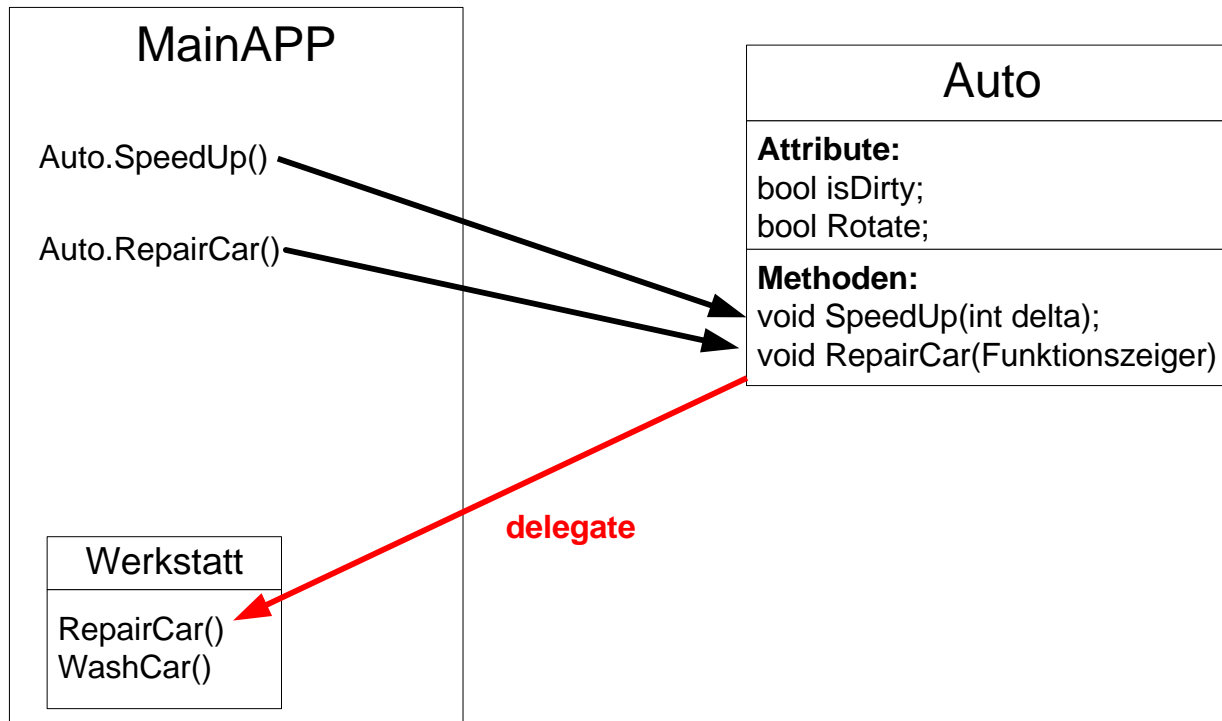 MainAPP
Auto.SpeedUp()
Auto.RepairCar()
Auto
Attribute:
bool isDirty;
bool Rotate;
Methoden:
void SpeedUp(int delta);
void RepairCar(Funktionszeiger)
delegate
Werkstatt
RepairCar()
WashCar()